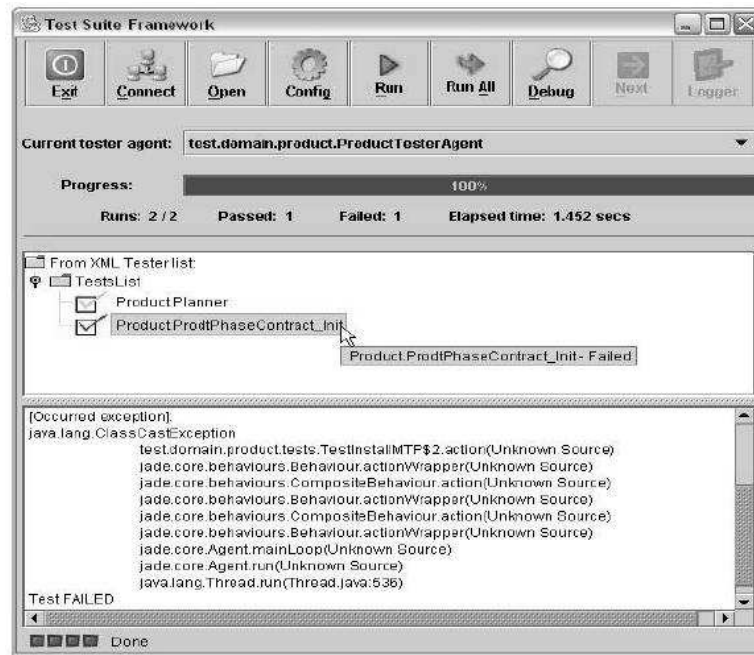 Test Suite Framework
Exit Connect Open Config Run Run All Debug Next Logger
Current tester agent: test.domain.product.ProductTesterAgent
Progress: 100%
Runs: 2 / 2 Passed: 1 Failed: 1 Elapsed time: 1.452 secs
From XML Tester list:
TestsList
Product Planner
Product.ProdtPhaseContract_Init
Product.ProdtPhaseContract_Init - Failed
[Occurred exception]:
java.lang.ClassCastException
test.domain.product.tests.TestInstallMTP$2.action(Unknown Source)
jade.core.behaviours.Behaviour.actionWrapper(Unknown Source)
jade.core.behaviours.CompositeBehaviour.action(Unknown Source)
jade.core.behaviours.Behaviour.actionWrapper(Unknown Source)
jade.core.behaviours.CompositeBehaviour.action(Unknown Source)
jade.core.behaviours.Behaviour.actionWrapper(Unknown Source)
jade.core.Agent.mainLoop(Unknown Source)
jade.core.Agent.run(Unknown Source)
java.lang.Thread.run(Thread.java:536)
Test FAILED
Done